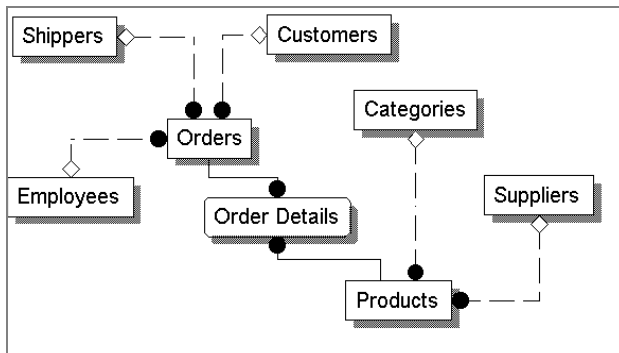 Shippers
Customers
Categories
Orders
Employees
Suppliers
Order Details
Products